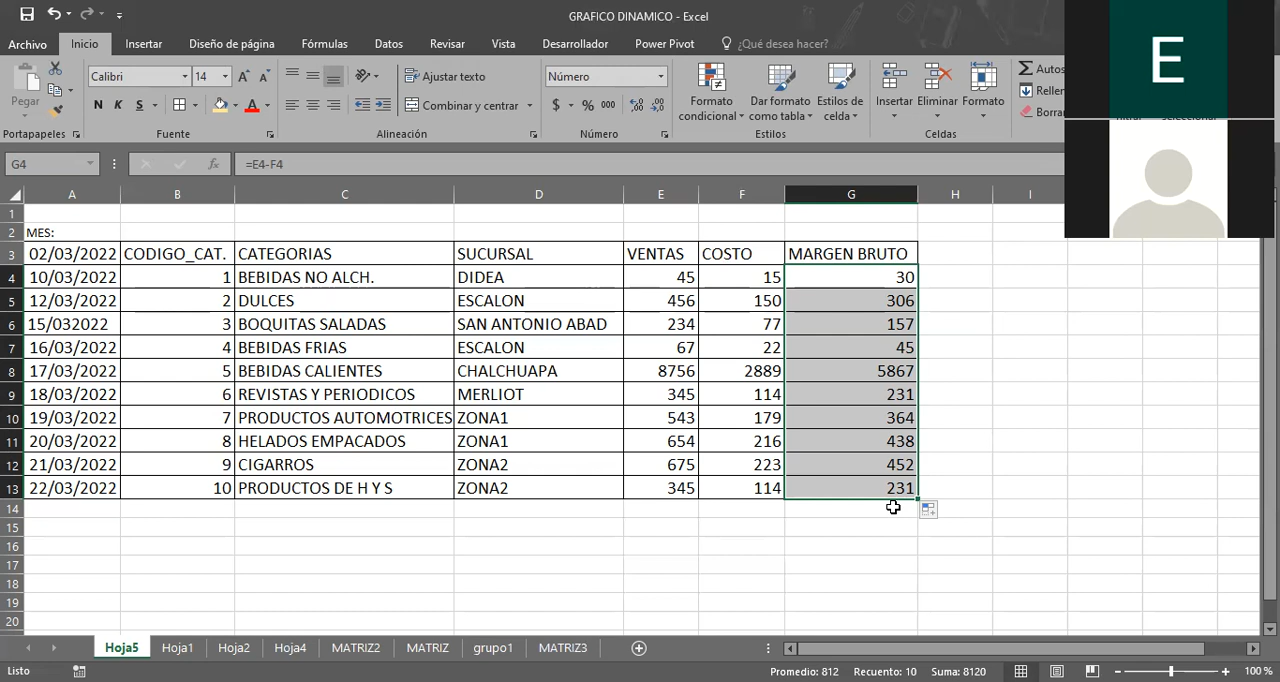 GRAFICO DINAMICO - Excel
E
Archivo Inicio Insertar Diseño de página Fórmulas Datos Revisar Vista Desarrollador Power Pivot ¿Qué desea hacer?
Calibri 14 Ajustar texto Número Autos
Pegar N K S A Combinar y centrar $ % 000 Formato condicional Dar formato como tabla Estilos de celda Insertar Eliminar Formato Rellen
Borra
Portapapeles Fuente Alineación Número Estilos Celdas
G4 fx =E4-F4
A B C D E F G H I
1
2 MES:
3 02/03/2022 CODIGO_CAT. CATEGORIAS SUCURSAL VENTAS COSTO MARGEN BRUTO
4 10/03/2022 1 BEBIDAS NO ALCH. DIDEA 45 15 30
5 12/03/2022 2 DULCES ESCALON 456 150 306
6 15/032022 3 BOQUITAS SALADAS SAN ANTONIO ABAD 234 77 157
7 16/03/2022 4 BEBIDAS FRIAS ESCALON 67 22 45
8 17/03/2022 5 BEBIDAS CALIENTES CHALCHUAPA 8756 2889 5867
9 18/03/2022 6 REVISTAS Y PERIODICOS MERLIOT 345 114 231
10 19/03/2022 7 PRODUCTOS AUTOMOTRICES ZONA1 543 179 364
11 20/03/2022 8 HELADOS EMPACADOS ZONA1 654 216 438
12 21/03/2022 9 CIGARROS ZONA2 675 223 452
13 22/03/2022 10 PRODUCTOS DE H Y S ZONA2 345 114 231
14
15
16
17
18
19
20
Hoja5 Hoja1 Hoja2 Hoja4 MATRIZ2 MATRIZ grupo1 MATRIZ3
Listo Promedio: 812 Recuento: 10 Suma: 8120 100 %